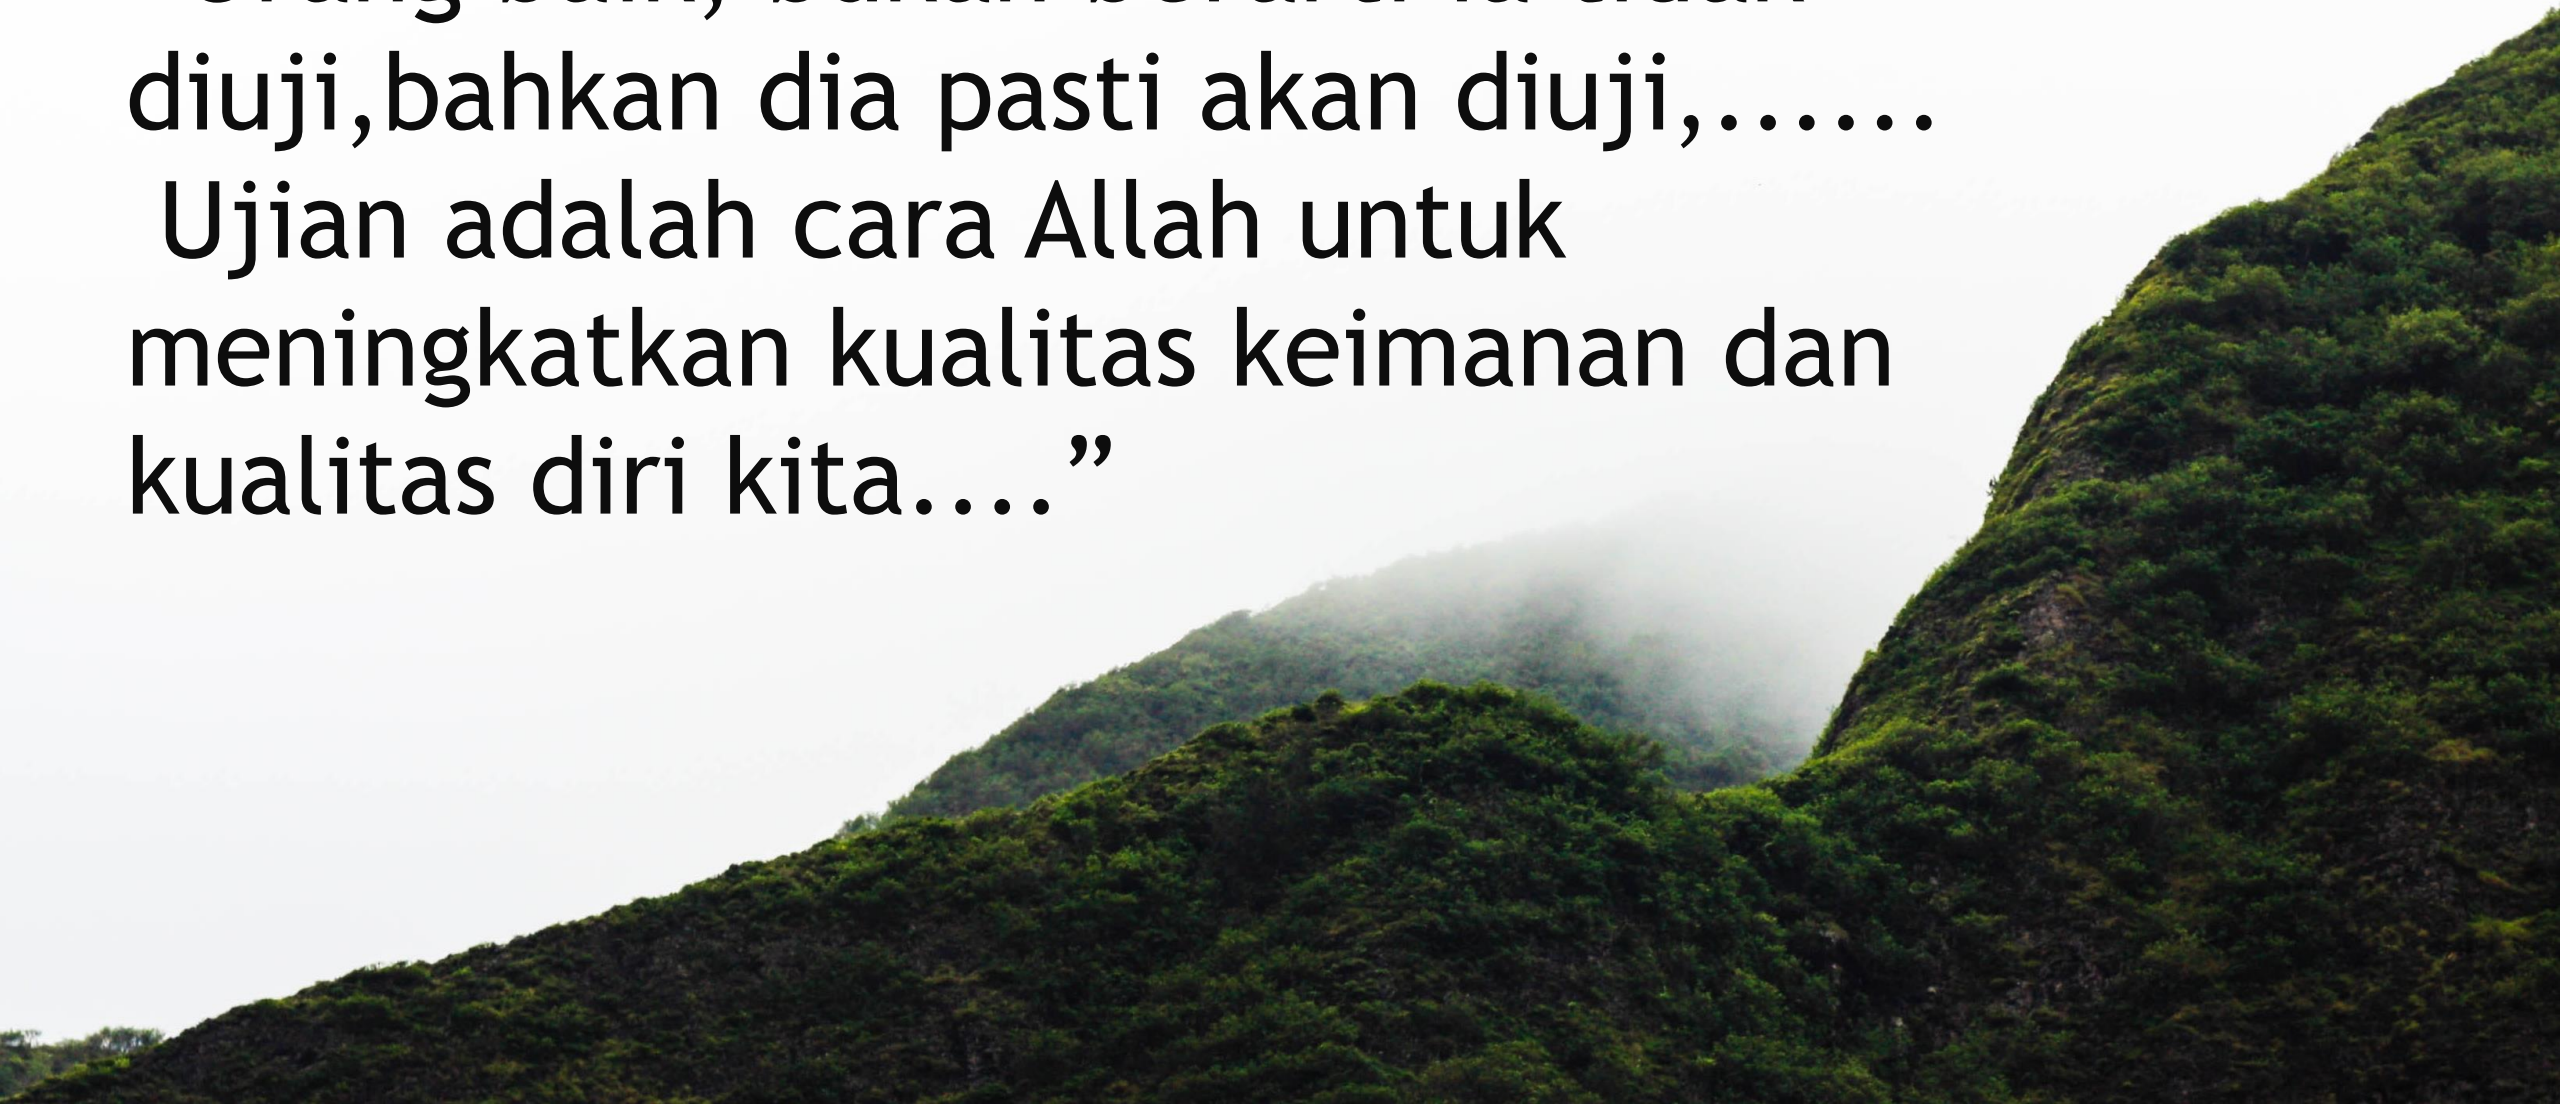 diuji,bahkan dia pasti akan diuji,......
Ujian adalah cara Allah untuk
meningkatkan kualitas keimanan dan
kualitas diri kita....”